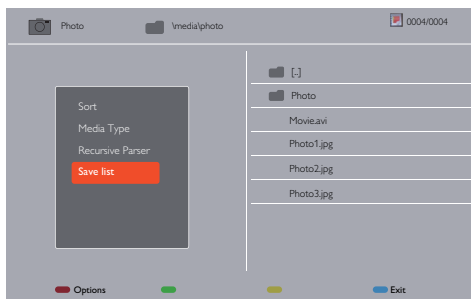 Photo \media\photo 0004/0004
[..]
Photo
Movie.avi
Photo1.jpg
Photo2.jpg
Photo3.jpg
Sort
Media Type
Recursive Parser
Save list
Options Exit